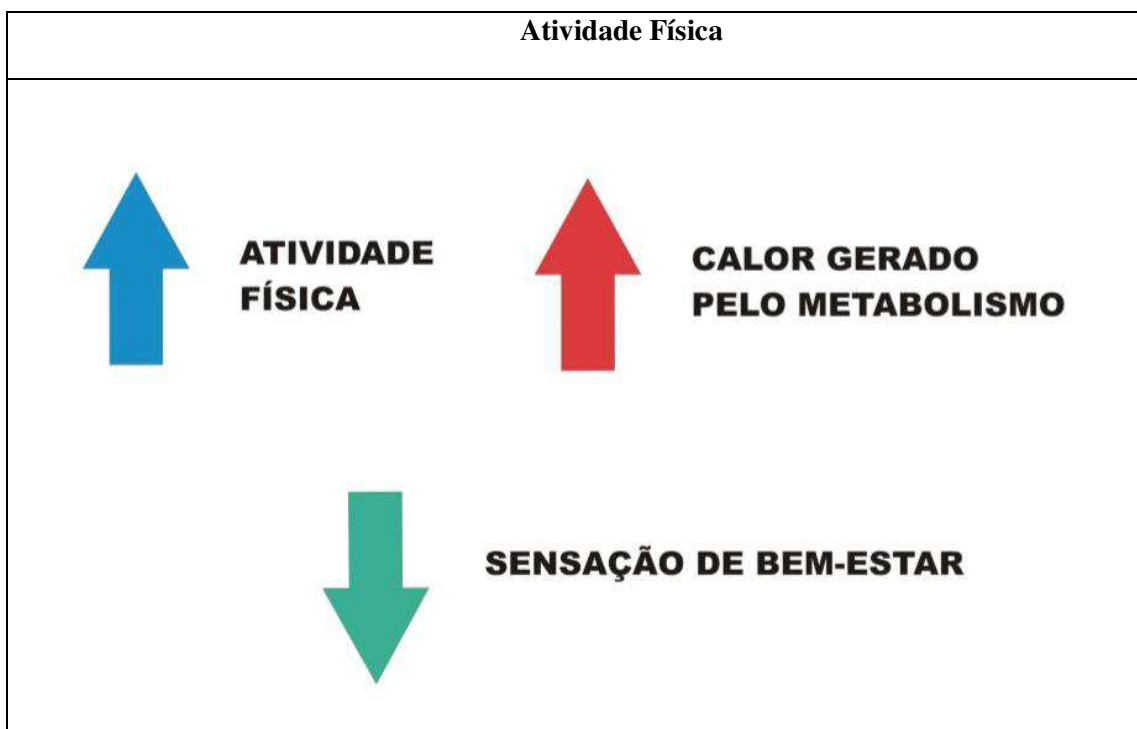 Atividade Física
ATIVIDADE
FÍSICA
CALOR GERADO
PELO METABOLISMO
SENSAÇÃO DE BEM-ESTAR